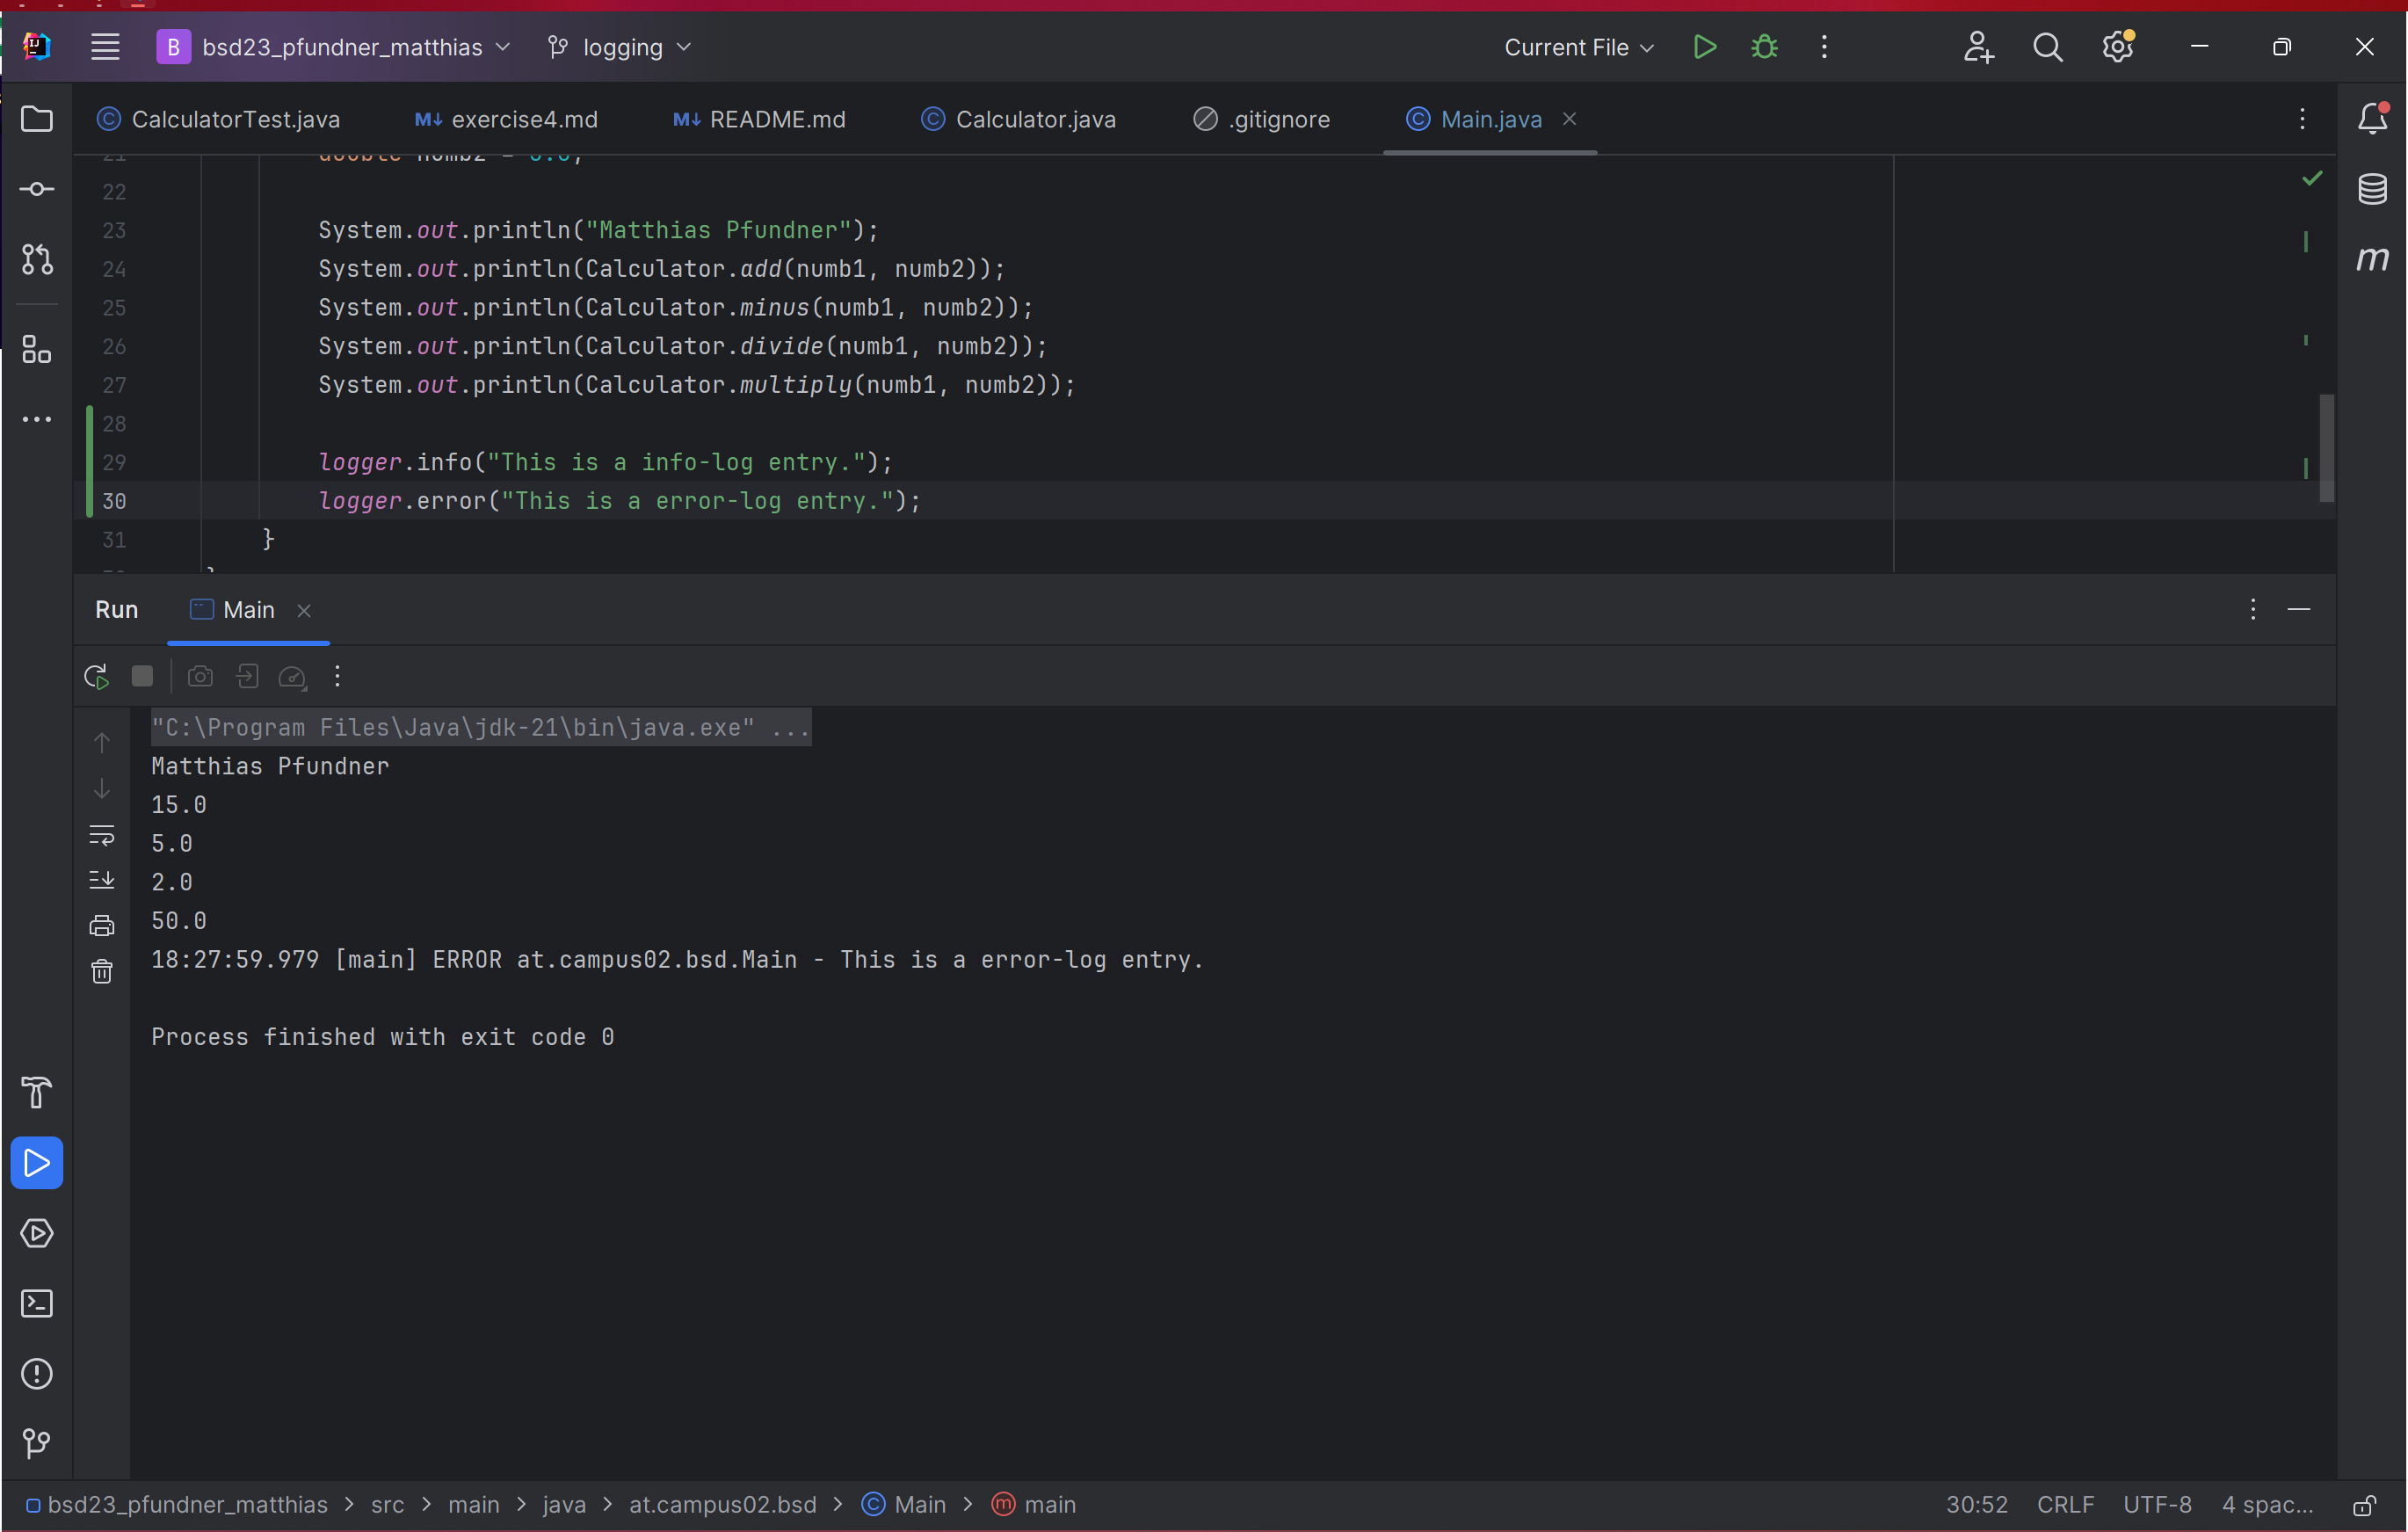 B bsd23_pfundner_matthias logging Current File
CalculatorTest.java M↓ exercise4.md M↓ README.md Calculator.java .gitignore Main.java
22
23 System.out.println("Matthias Pfundner");
24 System.out.println(Calculator.add(numb1, numb2));
25 System.out.println(Calculator.minus(numb1, numb2));
26 System.out.println(Calculator.divide(numb1, numb2));
27 System.out.println(Calculator.multiply(numb1, numb2));
28
29 logger.info("This is a info-log entry.");
30 logger.error("This is a error-log entry.");
31 }
Run Main
"C:\Program Files\Java\jdk-21\bin\java.exe" ...
Matthias Pfundner
15.0
5.0
2.0
50.0
18:27:59.979 [main] ERROR at.campus02.bsd.Main - This is a error-log entry.
Process finished with exit code 0
bsd23_pfundner_matthias > src > main > java > at.campus02.bsd > Main > main 30:52 CRLF UTF-8 4 spac...